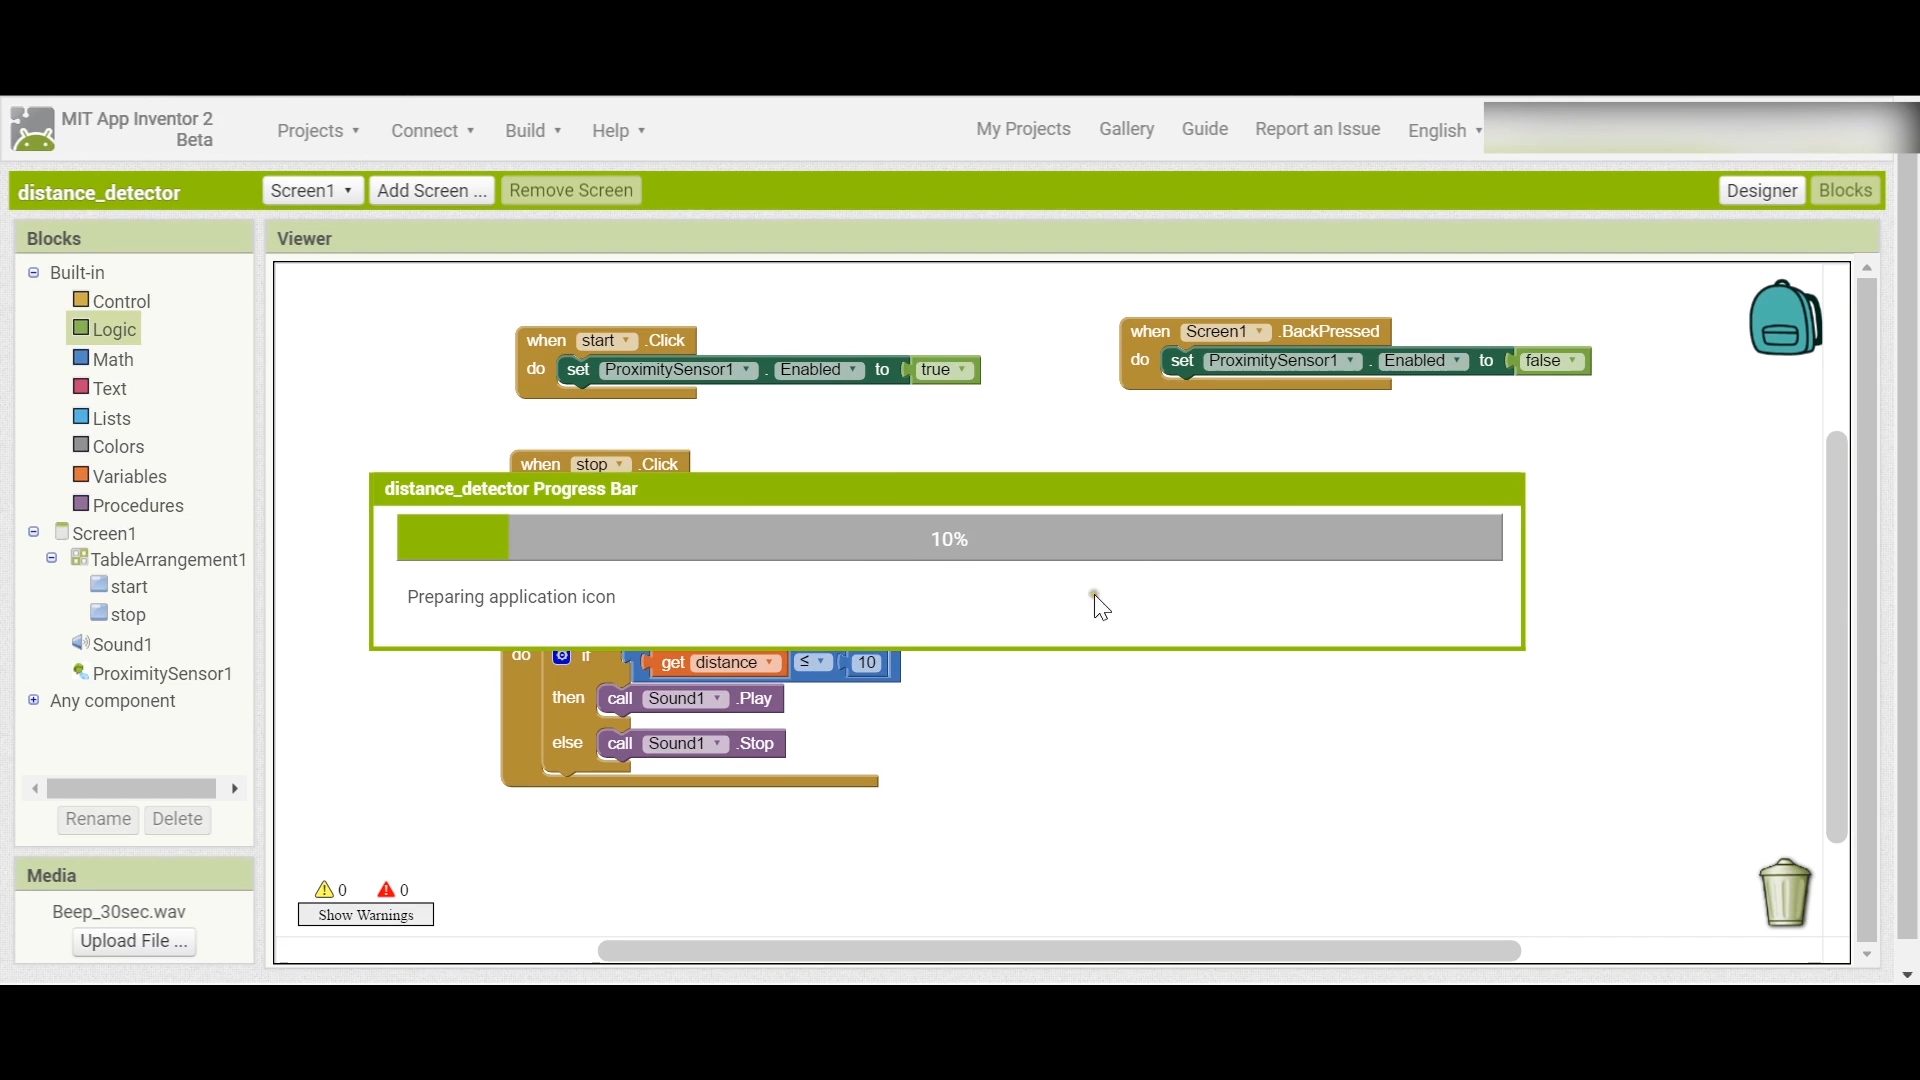 MIT App Inventor 2
Beta
Projects Connect Build Help
My Projects Gallery Guide Report an Issue English
distance_detector
Screen1 Add Screen ... Remove Screen
Designer Blocks
Blocks
Built-in
Control
Logic
Math
Text
Lists
Colors
Variables
Procedures
Screen1
TableArrangement1
start
stop
Sound1
ProximitySensor1
Any component
Rename Delete
Media
Beep_30sec.wav
Upload File ...
Viewer
when start .Click
do set ProximitySensor1 . Enabled to true
when Screen1 .BackPressed
do set ProximitySensor1 . Enabled to false
when stop .Click
distance_detector Progress Bar
10%
Preparing application icon
do if get distance ≤ 10
then call Sound1 .Play
else call Sound1 .Stop
0 0
Show Warnings